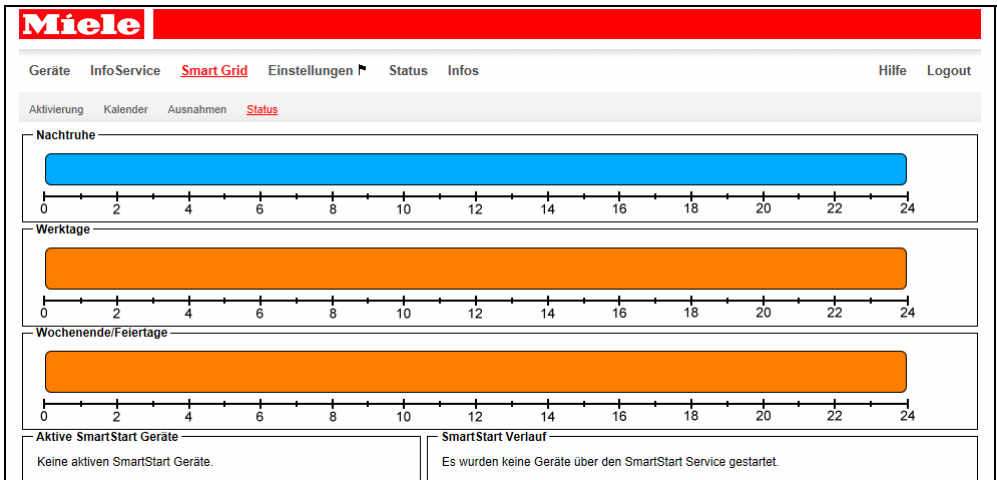 Miele
Geräte InfoService Smart Grid Einstellungen Status Infos Hilfe Logout
Aktivierung Kalender Ausnahmen Status
Nachtruhe
0 2 4 6 8 10 12 14 16 18 20 22 24
Werktage
0 2 4 6 8 10 12 14 16 18 20 22 24
Wochenende/Feiertage
0 2 4 6 8 10 12 14 16 18 20 22 24
Aktive SmartStart Geräte
Keine aktiven SmartStart Geräte.
SmartStart Verlauf
Es wurden keine Geräte über den SmartStart Service gestartet.